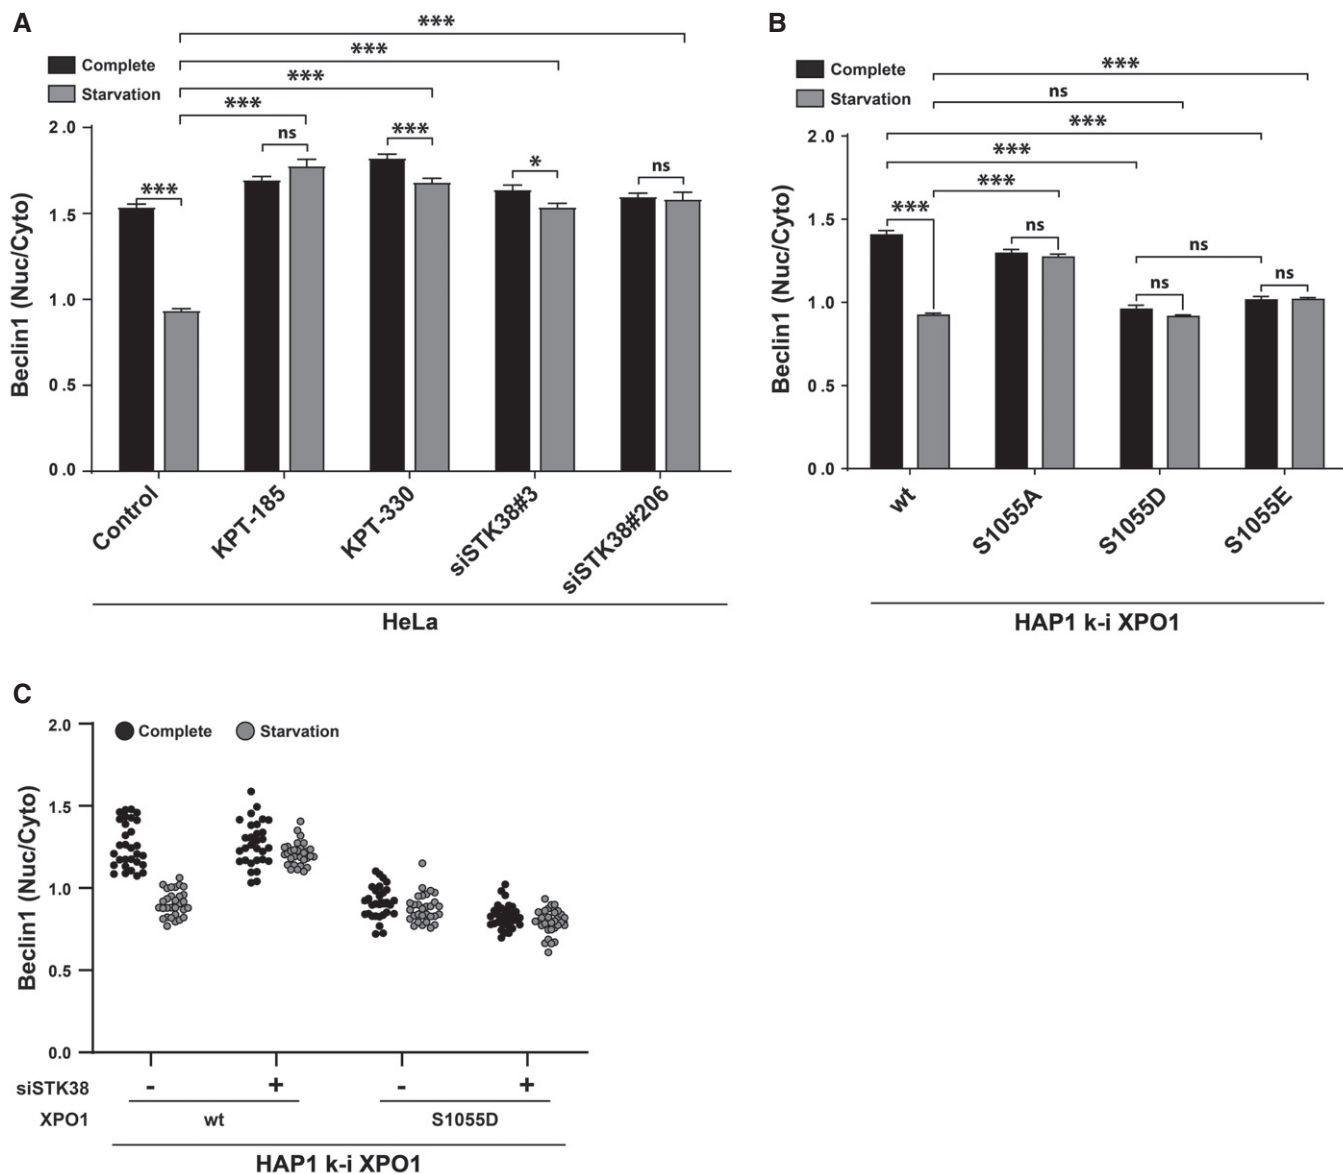 A
***
***
***
***
Complete
Starvation
ns
***
***
*
ns
Beclin1 (Nuc/Cyto)
2.0
1.5
1.0
0.5
0.0
Control
KPT-185
KPT-330
siSTK38#3
siSTK38#206
HeLa
B
Complete
Starvation
***
ns
***
***
***
***
ns
ns
ns
ns
Beclin1 (Nuc/Cyto)
2.0
1.5
1.0
0.5
0.0
wt
S1055A
S1055D
S1055E
HAP1 k-i XPO1
C
Complete
Starvation
Beclin1 (Nuc/Cyto)
2.0
1.5
1.0
0.5
0.0
siSTK38 - + - +
XPO1 wt S1055D
HAP1 k-i XPO1